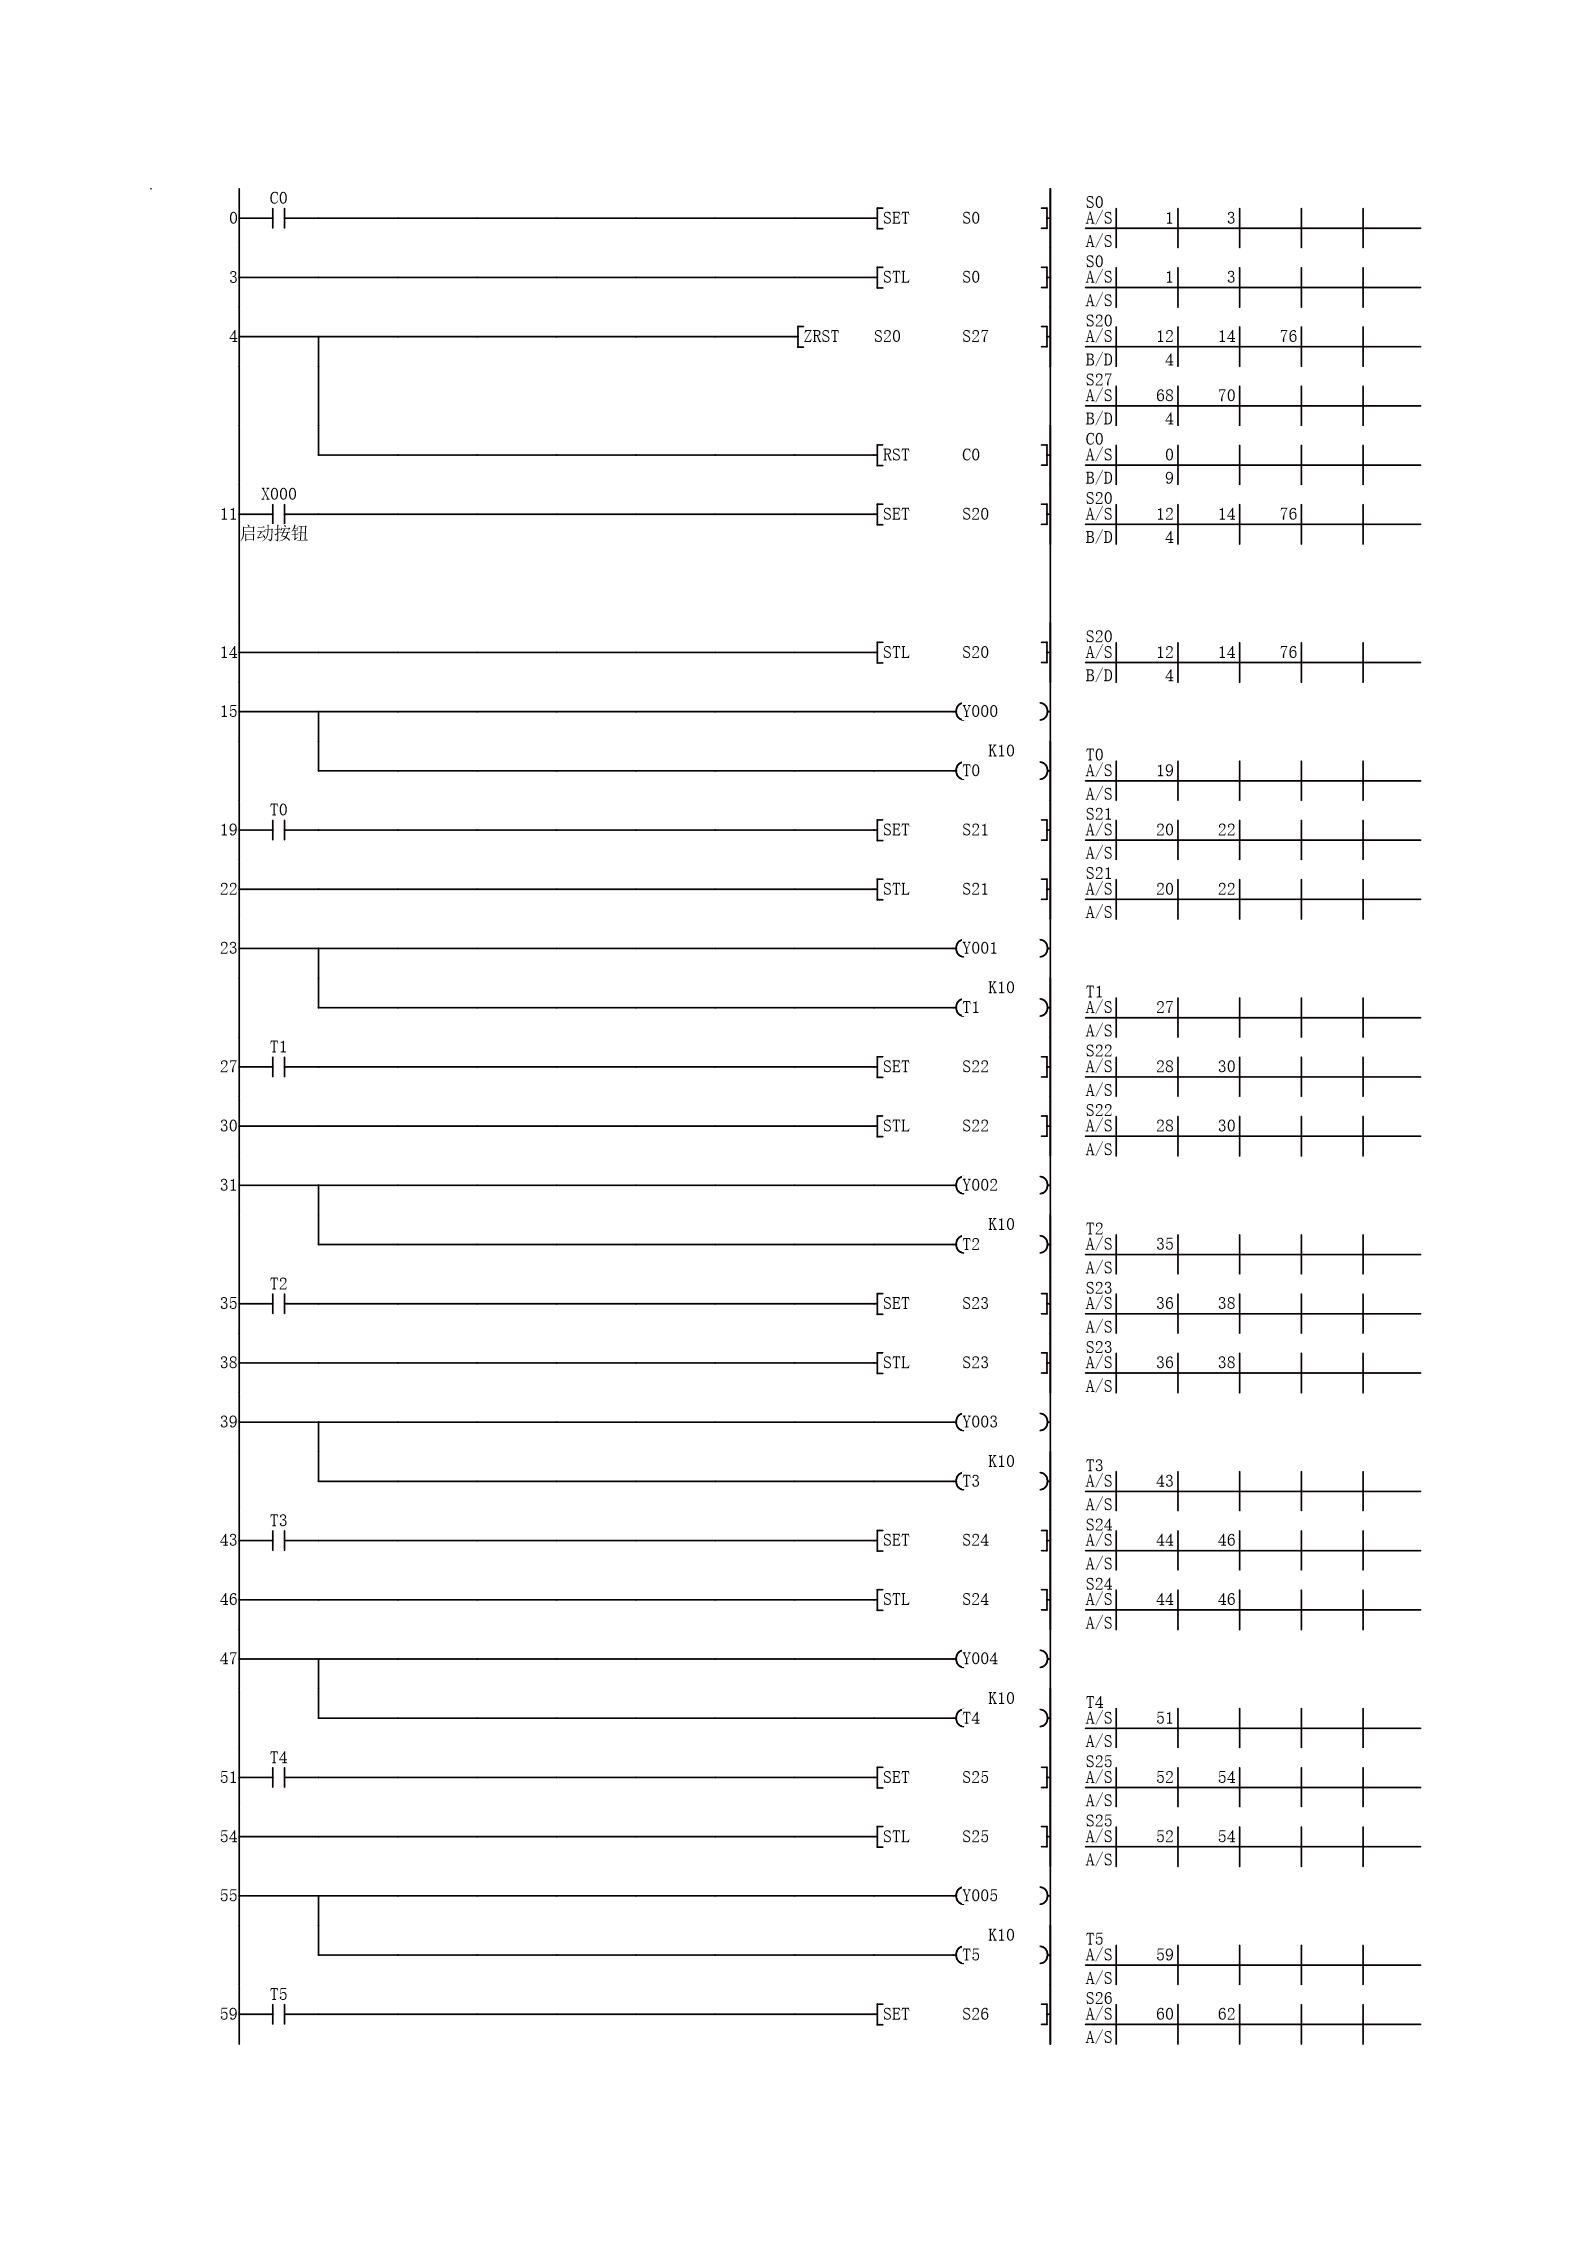 C0
0 SET S0
S0
A/S 1 3
A/S
3 STL S0
S0
A/S 1 3
A/S
4 ZRST S20 S27
S20
A/S 12 14 76
B/D 4
S27
A/S 68 70
B/D 4
RST C0
C0
A/S 0
B/D 9
X000
11 SET S20
启动按钮
S20
A/S 12 14 76
B/D 4
14 STL S20
S20
A/S 12 14 76
B/D 4
15 Y000
K10
T0
T0
A/S 19
A/S
T0
19 SET S21
S21
A/S 20 22
A/S
22 STL S21
S21
A/S 20 22
A/S
23 Y001
K10
T1
T1
A/S 27
A/S
T1
27 SET S22
S22
A/S 28 30
A/S
30 STL S22
S22
A/S 28 30
A/S
31 Y002
K10
T2
T2
A/S 35
A/S
T2
35 SET S23
S23
A/S 36 38
A/S
38 STL S23
S23
A/S 36 38
A/S
39 Y003
K10
T3
T3
A/S 43
A/S
T3
43 SET S24
S24
A/S 44 46
A/S
46 STL S24
S24
A/S 44 46
A/S
47 Y004
K10
T4
T4
A/S 51
A/S
T4
51 SET S25
S25
A/S 52 54
A/S
54 STL S25
S25
A/S 52 54
A/S
55 Y005
K10
T5
T5
A/S 59
A/S
T5
59 SET S26
S26
A/S 60 62
A/S